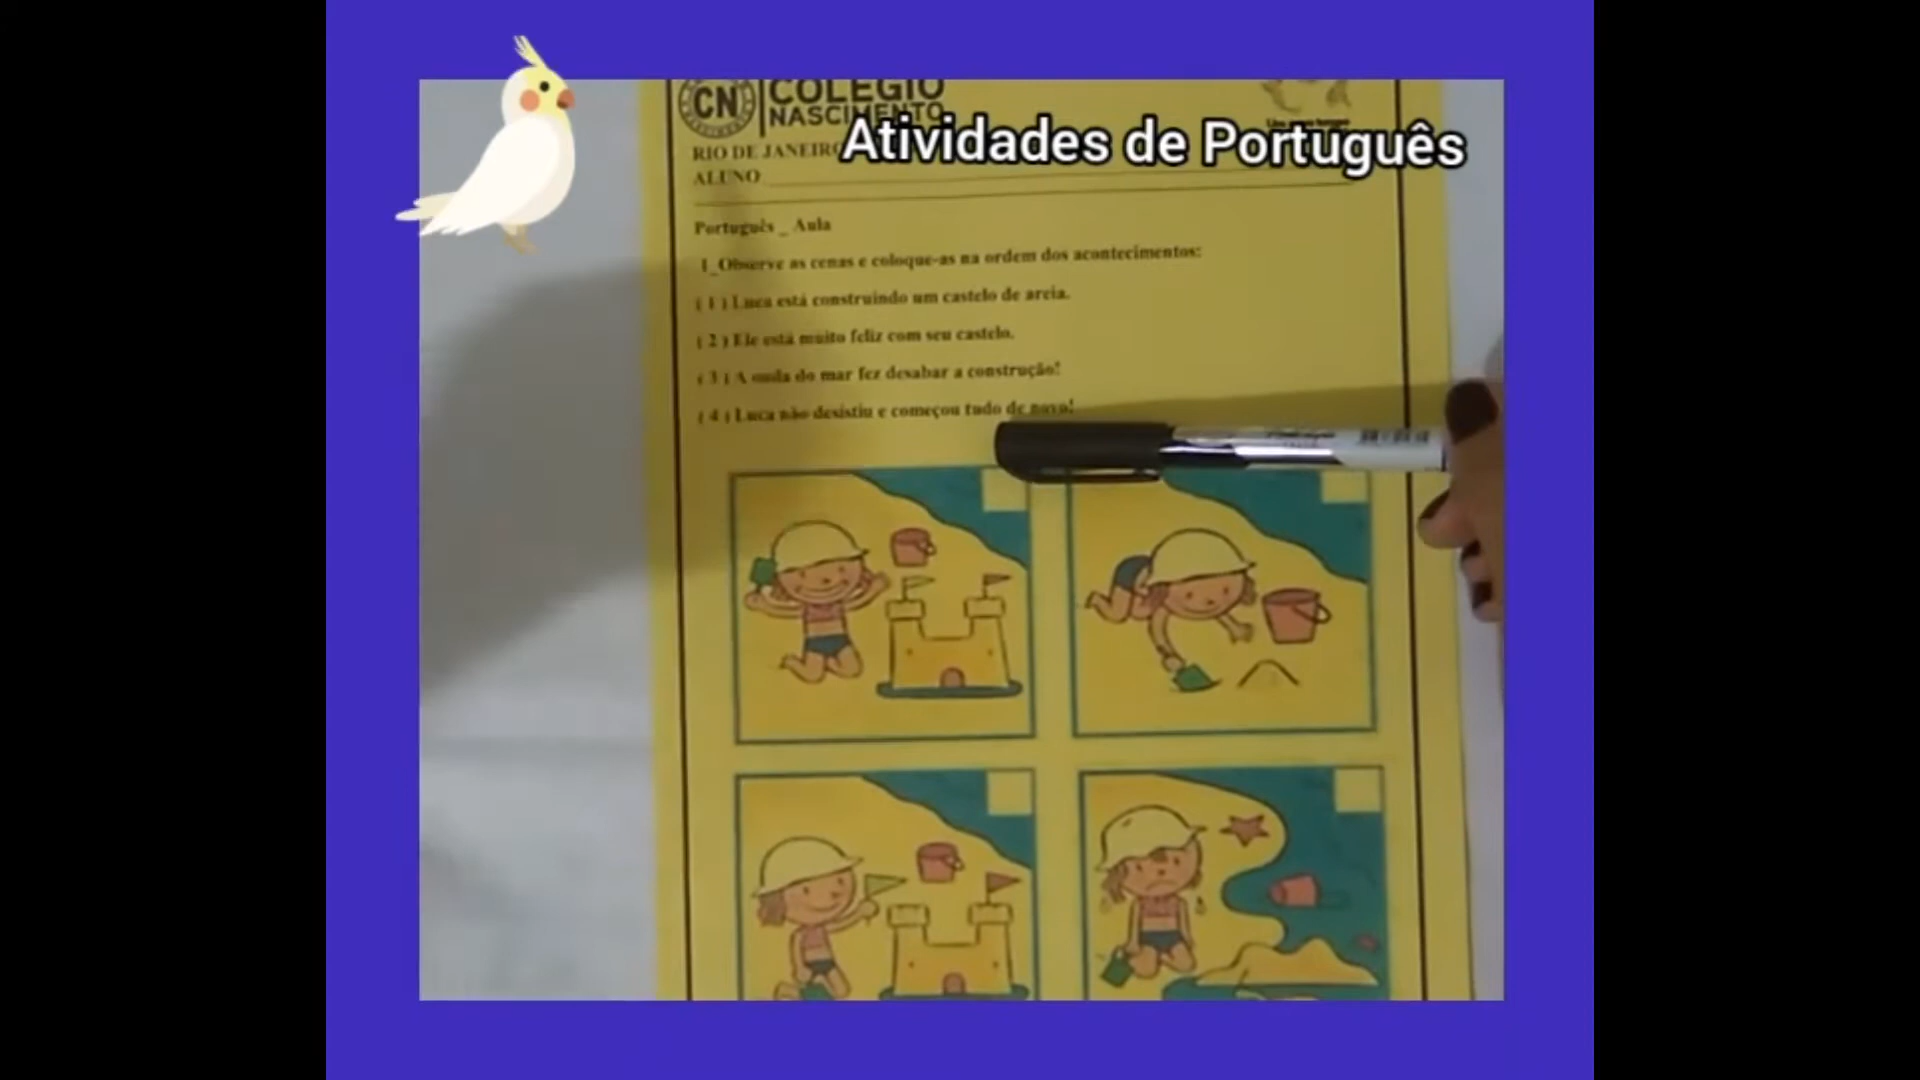 CN
COLÉGIO
NASCIMENTO
Atividades de Português
RIO DE JANEIRO
ALUNO
Português _ Aula
1_Observe as cenas e coloque-as na ordem dos acontecimentos:
( 1 ) Luca está construindo um castelo de areia.
( 2 ) Ele está muito feliz com seu castelo.
( 3 ) A onda do mar fez desabar a construção!
( 4 ) Luca não desistiu e começou tudo de novo!